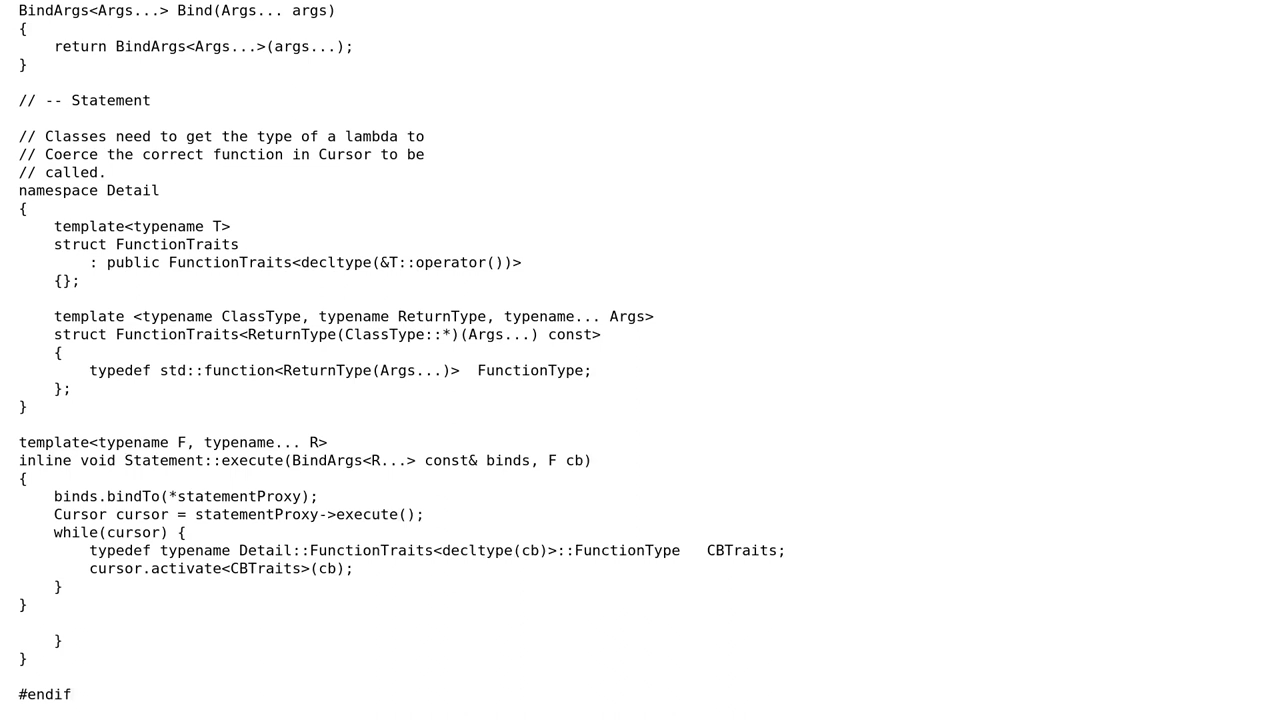 BindArgs<Args...> Bind(Args... args)
{
    return BindArgs<Args...>(args...);
}

// -- Statement

// Classes need to get the type of a lambda to
// Coerce the correct function in Cursor to be
// called.
namespace Detail
{
    template<typename T>
    struct FunctionTraits
        : public FunctionTraits<decltype(&T::operator())>
    {};

    template <typename ClassType, typename ReturnType, typename... Args>
    struct FunctionTraits<ReturnType(ClassType::*)(Args...) const>
    {
        typedef std::function<ReturnType(Args...)>  FunctionType;
    };
}

template<typename F, typename... R>
inline void Statement::execute(BindArgs<R...> const& binds, F cb)
{
    binds.bindTo(*statementProxy);
    Cursor cursor = statementProxy->execute();
    while(cursor) {
        typedef typename Detail::FunctionTraits<decltype(cb)>::FunctionType   CBTraits;
        cursor.activate<CBTraits>(cb);
    }
}

    }
}

#endif